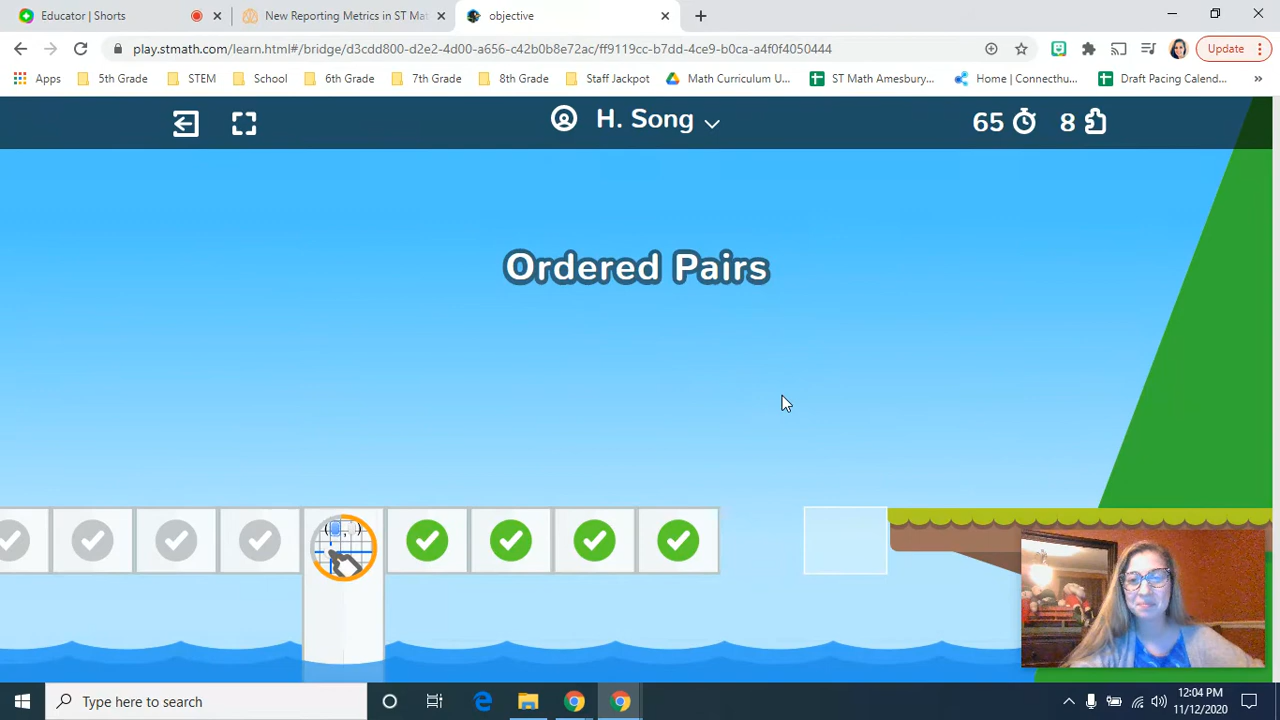 Educator | Shorts
New Reporting Metrics in ST Mat
objective
play.stmath.com/learn.html#/bridge/d3cdd800-d2e2-4d00-a656-c42b0b8e72ac/ff9119cc-b7dd-4ce9-b0ca-a4f0f4050444
Update
Apps
5th Grade
STEM
School
6th Grade
7th Grade
8th Grade
Staff Jackpot
Math Curriculum U...
ST Math Amesbury...
Home | Connecthu...
Draft Pacing Calend...
»
H. Song
65
8
Ordered Pairs
( , )
Type here to search
12:04 PM
11/12/2020